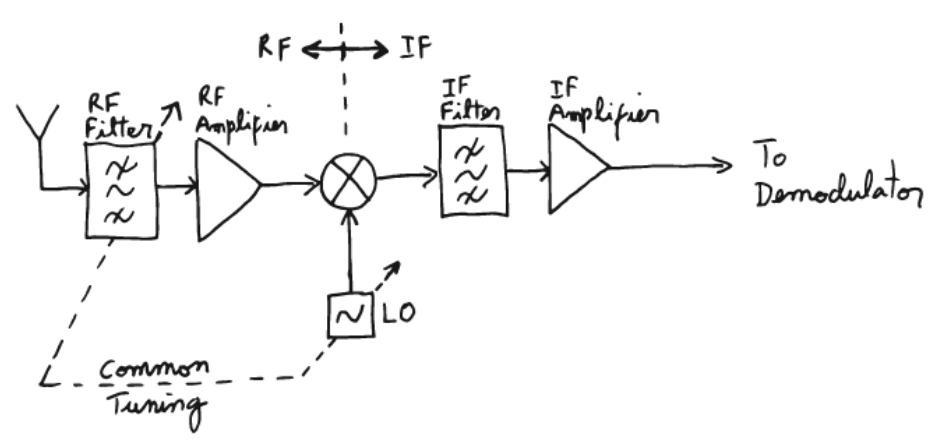 RF IF
RF
Filter
RF
Amplifier
IF
Filter
IF
Amplifier
To
Demodulator
LO
Common
Tuning